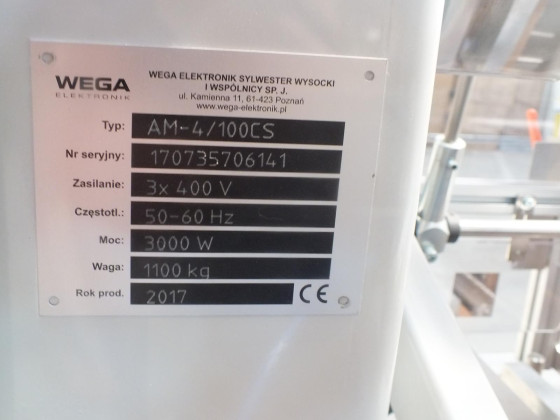 WEGA
ELEKTRONIK
WEGA ELEKTRONIK SYLWESTER WYSOCKI
I WSPÓLNICY SP. J.
ul. Kamienna 11, 61-423 Poznań
www.wega-elektronik.pl
Typ: AM-4/100CS
Nr seryjny: 170735706141
Zasilanie: 3x 400 V
Częstotl.: 50-60 Hz
Moc: 3000 W
Waga: 1100 kg
Rok prod. 2017 CE